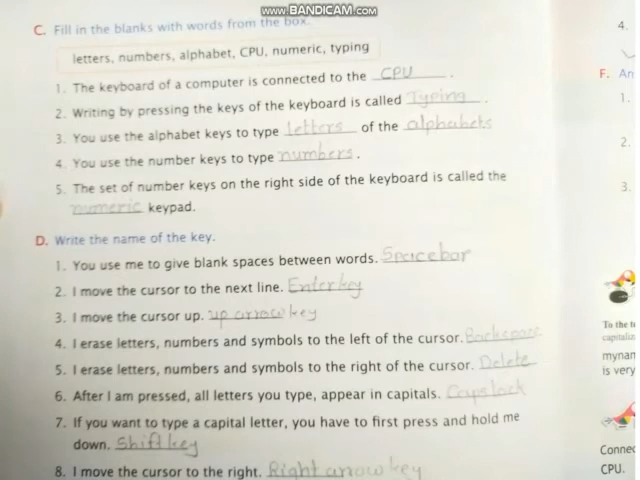 www.BANDICAM.com
C. Fill in the blanks with words from the box.
letters, numbers, alphabet, CPU, numeric, typing
1. The keyboard of a computer is connected to the CPU.
2. Writing by pressing the keys of the keyboard is called Typing.
3. You use the alphabet keys to type letters of the alphabets
4. You use the number keys to type numbers.
5. The set of number keys on the right side of the keyboard is called the
numeric keypad.
D. Write the name of the key.
1. You use me to give blank spaces between words. Spacebar
2. I move the cursor to the next line. Enter key
3. I move the cursor up. up arrow key
4. I erase letters, numbers and symbols to the left of the cursor. Backspace
5. I erase letters, numbers and symbols to the right of the cursor. Delete
6. After I am pressed, all letters you type, appear in capitals. Capslock
7. If you want to type a capital letter, you have to first press and hold me
down. Shift key
8. I move the cursor to the right. Right arrow key
4.
F. An
1.
2.
3.
To the te
capitaliz
mynam
is very
Connec
CPU.